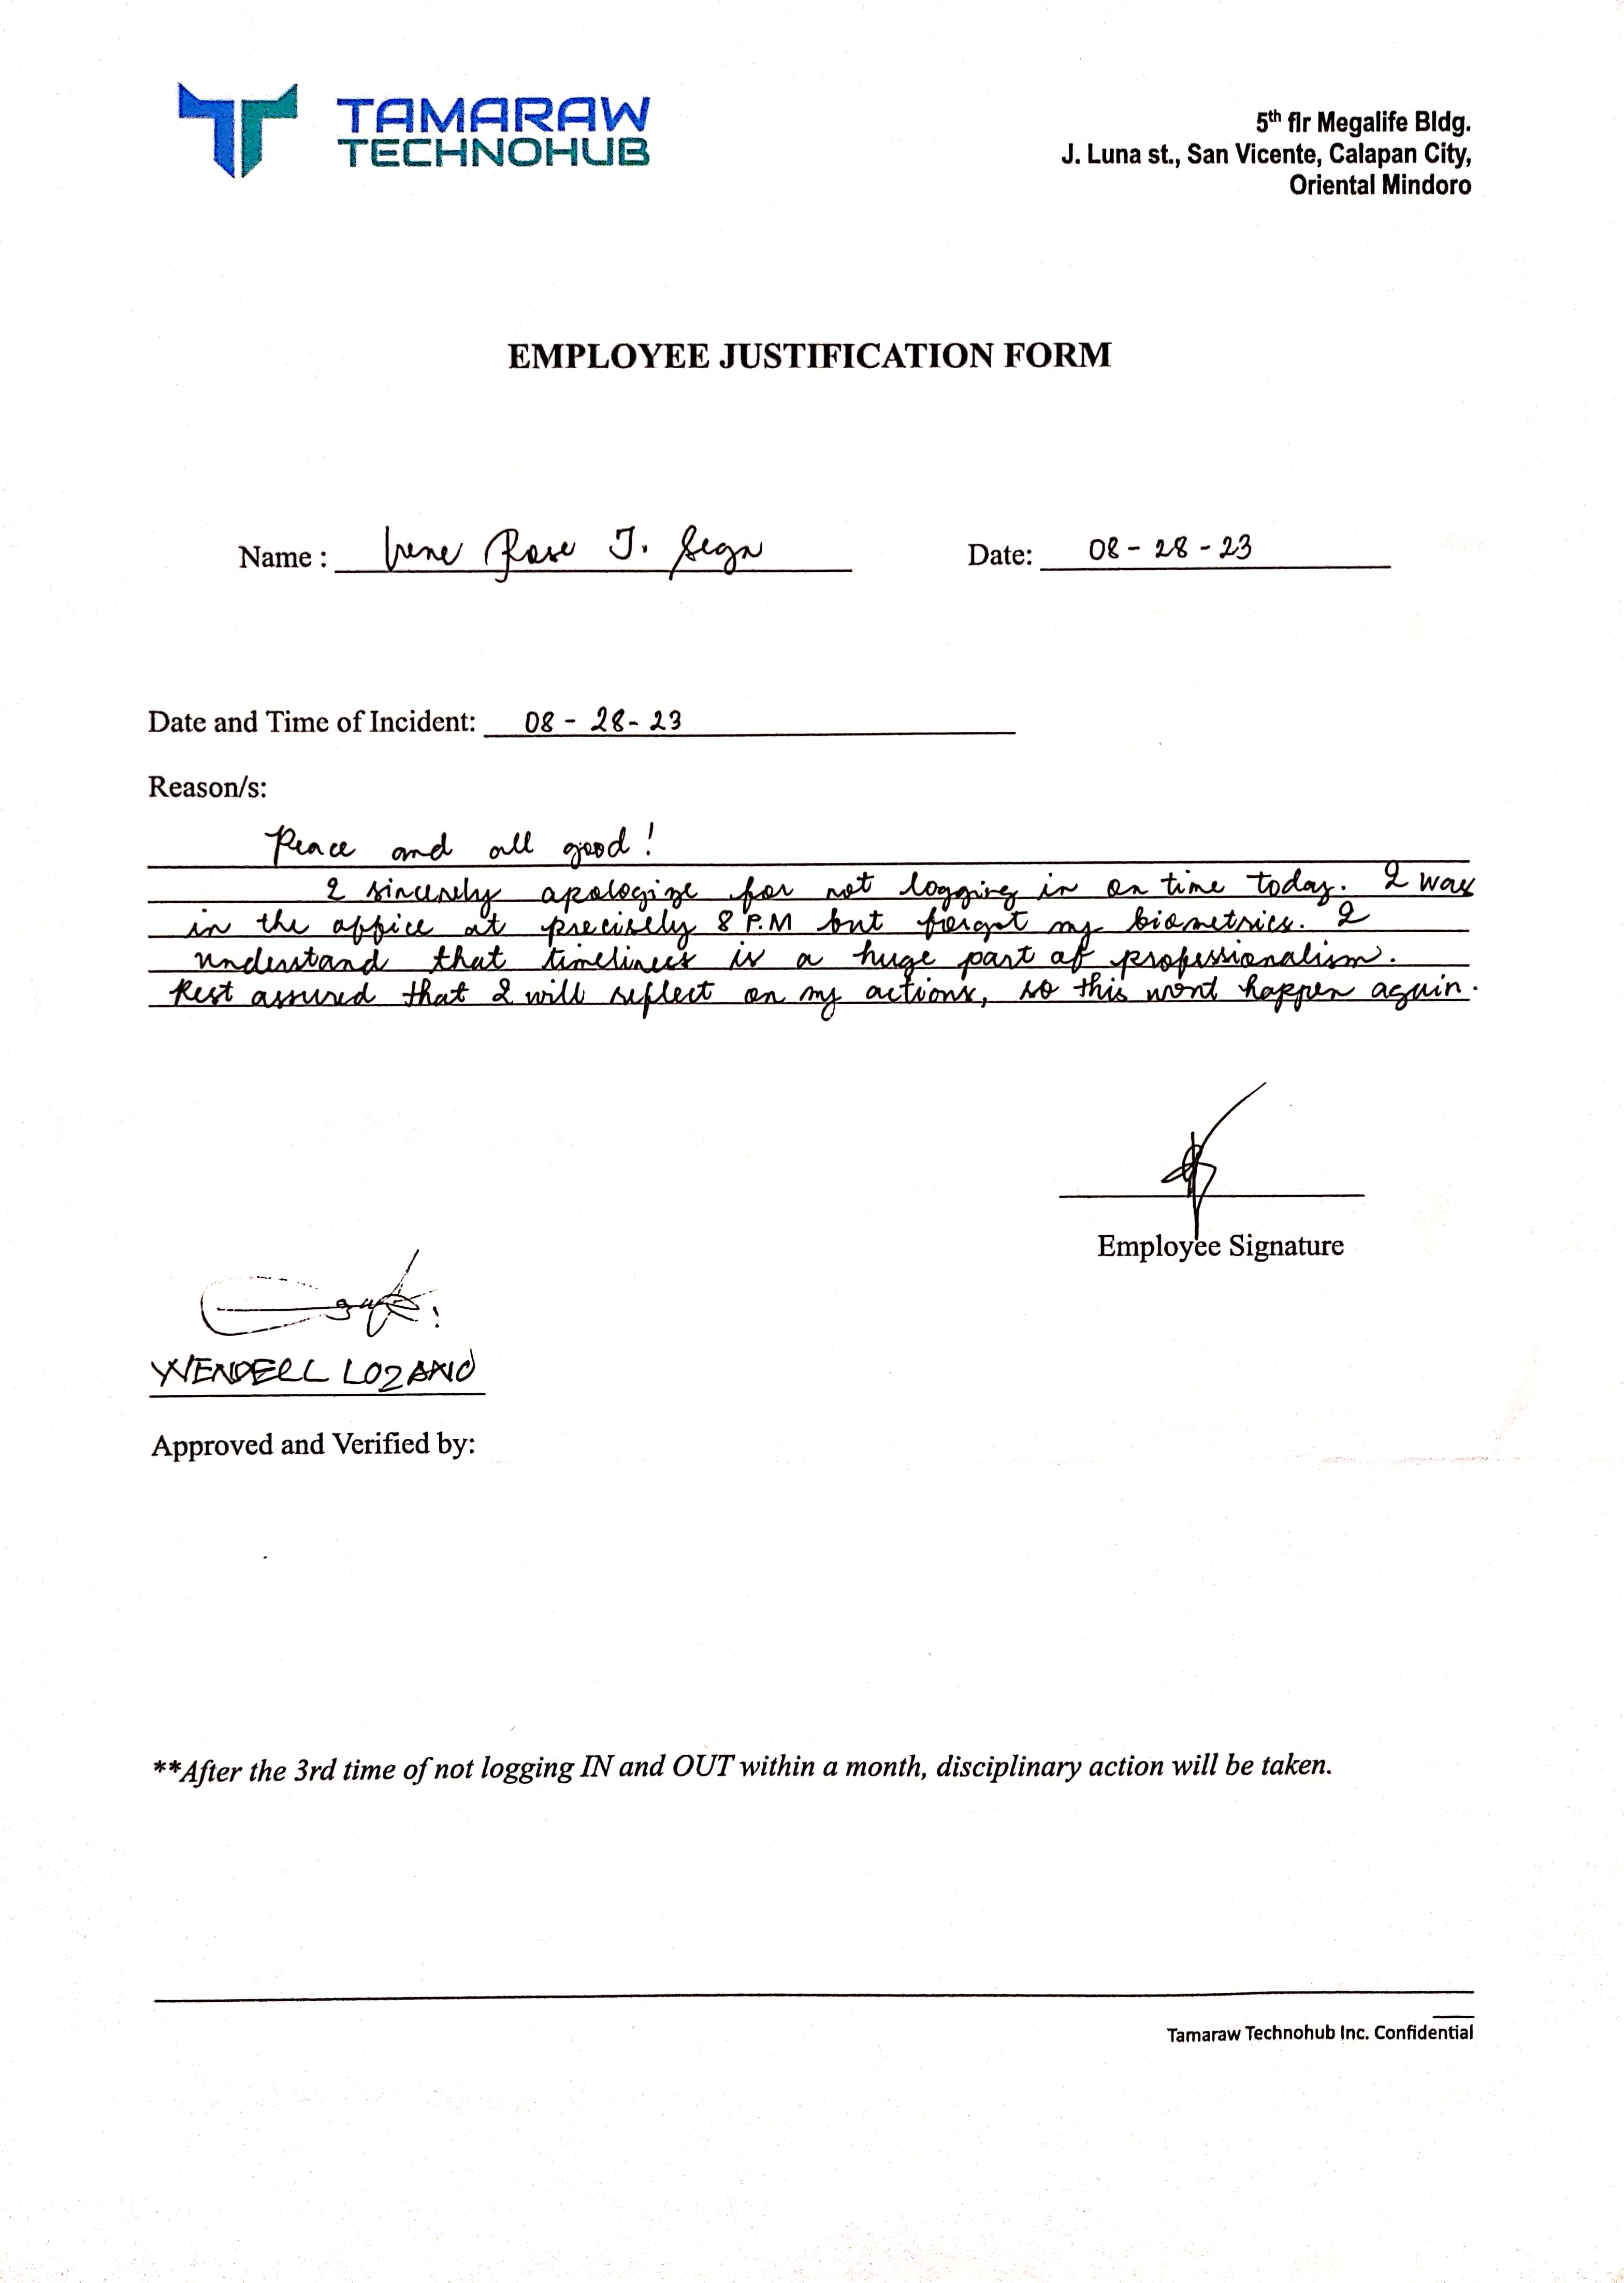 TAMARAW
TECHNOHUB
5th flr Megalife Bldg.
J. Luna st., San Vicente, Calapan City,
Oriental Mindoro
EMPLOYEE JUSTIFICATION FORM
Name : Irene Rose J. Date: 08 - 28 - 23
Date and Time of Incident: 08 - 28 - 23
Reason/s:
Peace and all good!
I sincerely apologize for not logging in on time today. I was
in the office at precisely 8 P.M but forgot my biometrics. I
understand that timeliness is a huge part of professionalism.
Rest assured that I will reflect on my actions, so this wont happen again.
Employee Signature
WENDELL LOZANO
Approved and Verified by:
**After the 3rd time of not logging IN and OUT within a month, disciplinary action will be taken.
Tamaraw Technohub Inc. Confidential